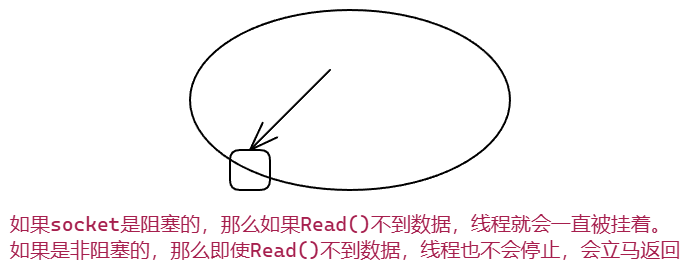 如果socket是阻塞的，那么如果Read()不到数据，线程就会一直被挂着。
如果是非阻塞的，那么即使Read()不到数据，线程也不会停止，会立马返回